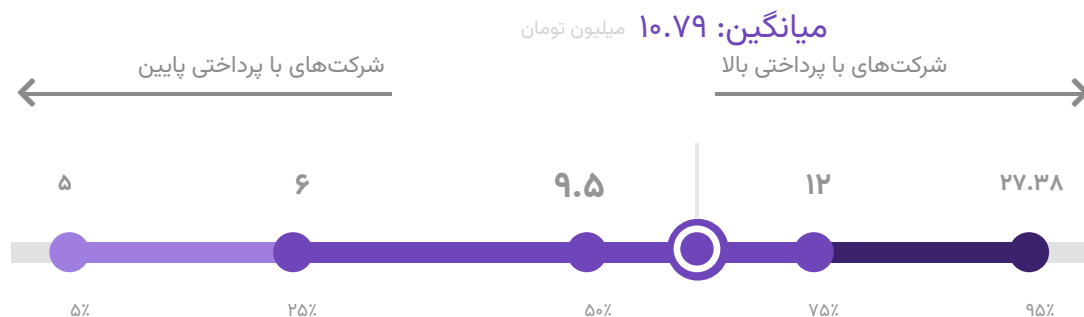 میانگین: ۱۰.۷۹ میلیون تومان
شرکت‌های با پرداختی بالا
شرکت‌های با پرداختی پایین
۵ ۶ ۹.۵ ۱۲ ۲۷.۳۸
۵٪ ۲۵٪ ۵۰٪ ۷۵٪ ۹۵٪